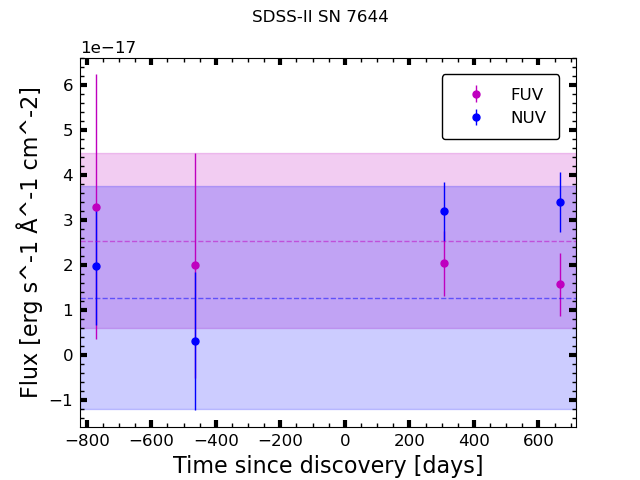 SDSS-II SN 7644
1e−17
Flux [erg s^-1 Å^-1 cm^-2]
6
5
4
3
2
1
0
−1
FUV
NUV
−800 −600 −400 −200 0 200 400 600
Time since discovery [days]